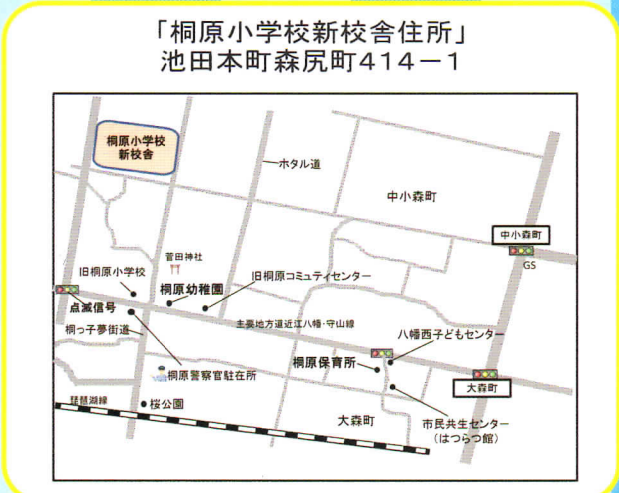 「桐原小学校新校舎住所」
池田本町森尻町414－1
桐原小学校
新校舎
ホタル道
中小森町
中小森町
菅田神社
GS
旧桐原小学校
桐原幼稚園
旧桐原コミュティセンター
点滅信号
主要地方道近江八幡・守山線
桐っ子夢街道
八幡西子どもセンター
桐原保育所
桐原警察官駐在所
大森町
琵琶湖線
桜公園
大森町
市民共生センター
(はつらつ館)